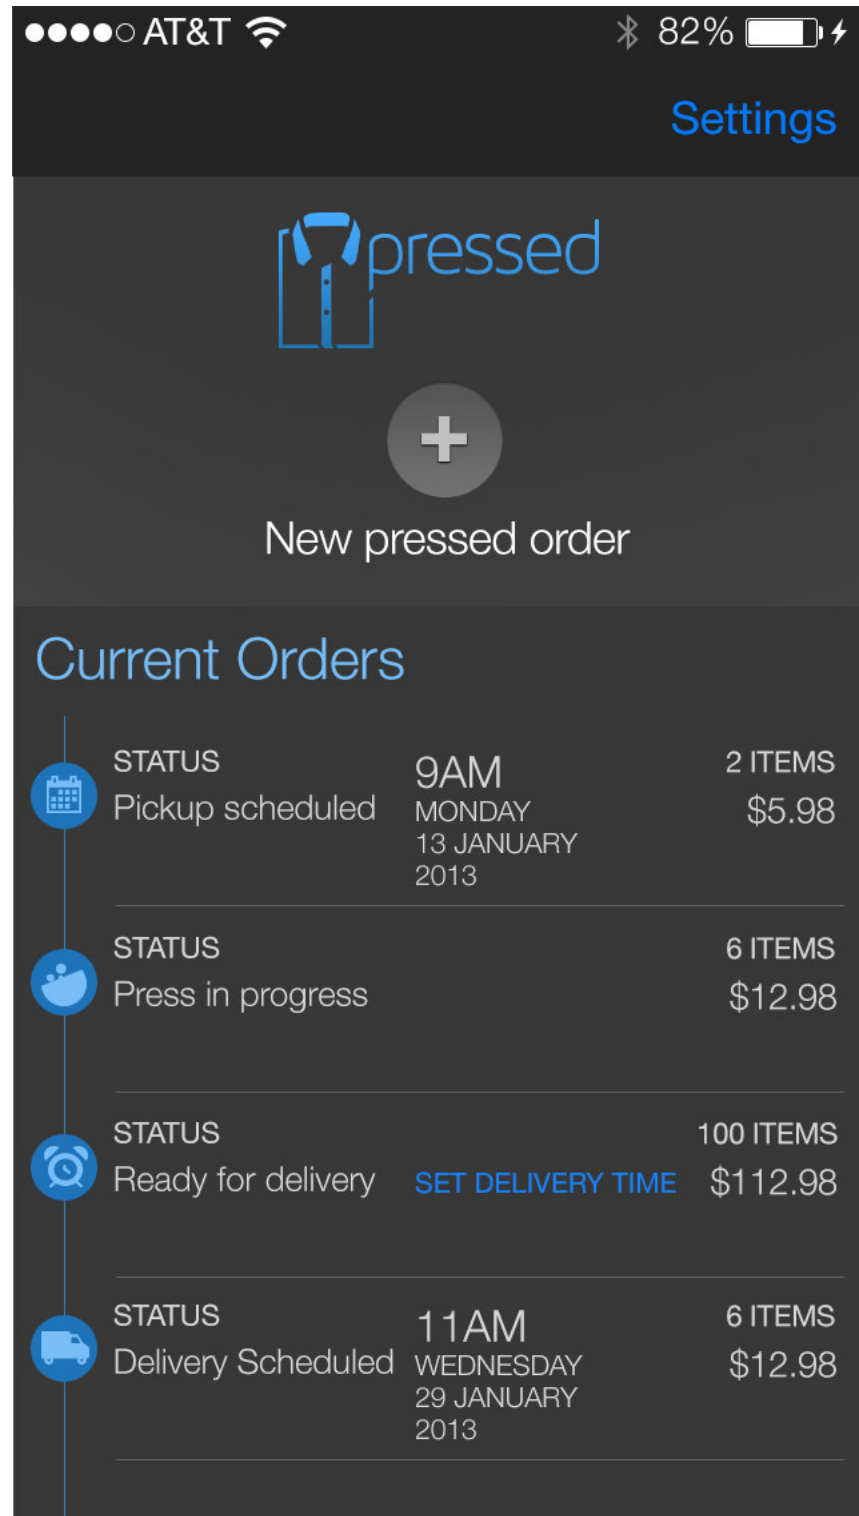 AT&T 82%
Settings
pressed
New pressed order
Current Orders
STATUS 9AM 2 ITEMS
Pickup scheduled MONDAY $5.98
13 JANUARY
2013
STATUS 6 ITEMS
Press in progress $12.98
STATUS 100 ITEMS
Ready for delivery SET DELIVERY TIME $112.98
STATUS 11AM 6 ITEMS
Delivery Scheduled WEDNESDAY $12.98
29 JANUARY
2013